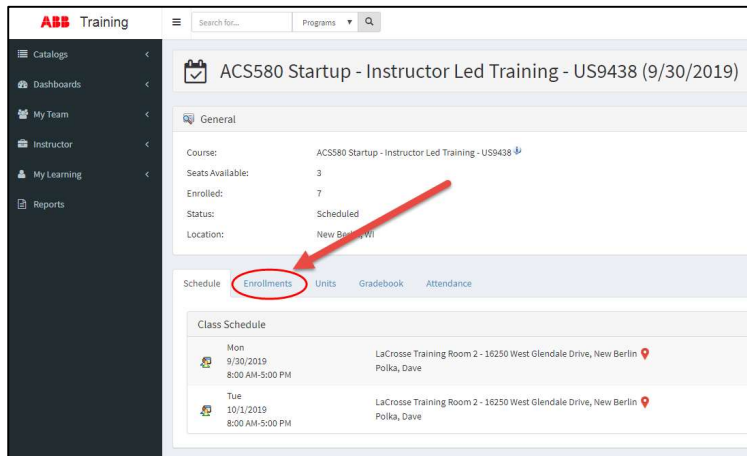 ABB Training
Search for... Programs
Catalogs
Dashboards
My Team
Instructor
My Learning
Reports
ACS580 Startup - Instructor Led Training - US9438 (9/30/2019)
General
Course: ACS580 Startup - Instructor Led Training - US9438
Seats Available: 3
Enrolled: 7
Status: Scheduled
Location: New Berlin, WI
Schedule Enrollments Units Gradebook Attendance
Class Schedule
Mon
9/30/2019
8:00 AM-5:00 PM
LaCrosse Training Room 2 - 16250 West Glendale Drive, New Berlin
Polka, Dave
Tue
10/1/2019
8:00 AM-5:00 PM
LaCrosse Training Room 2 - 16250 West Glendale Drive, New Berlin
Polka, Dave